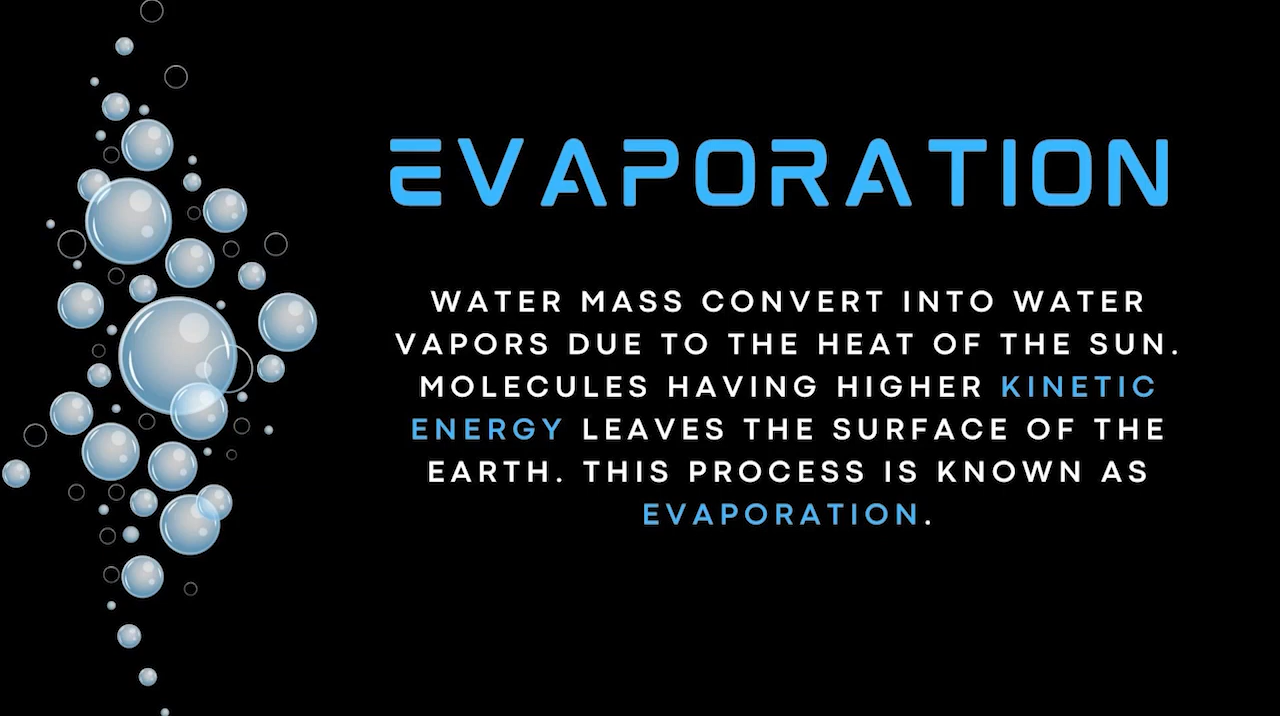 EVAPORATION
WATER MASS CONVERT INTO WATER
VAPORS DUE TO THE HEAT OF THE SUN.
MOLECULES HAVING HIGHER KINETIC
ENERGY LEAVES THE SURFACE OF THE
EARTH. THIS PROCESS IS KNOWN AS
EVAPORATION.